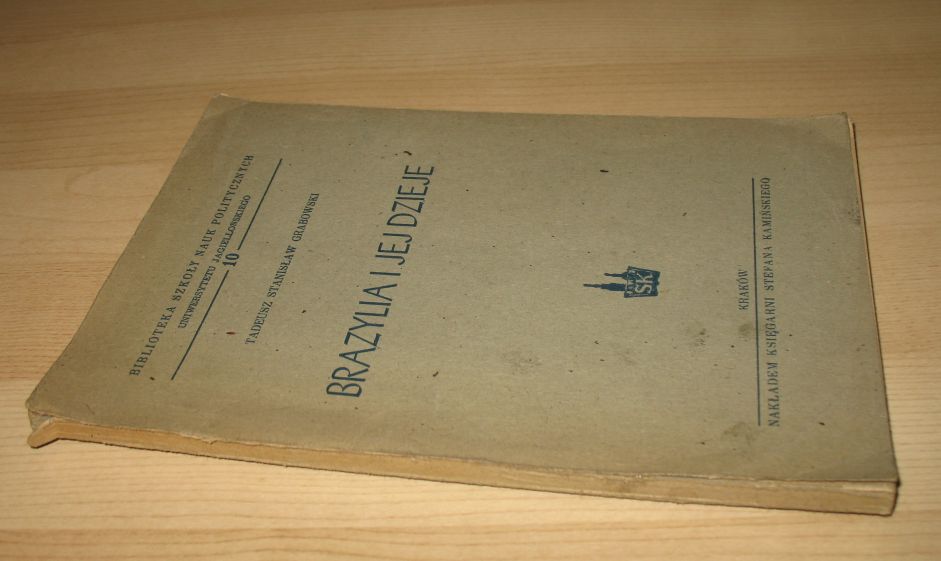 BIBLIOTEKA SZKOŁY NAUK POLITYCZNYCH
UNIWERSYTETU JAGIELLOŃSKIEGO
10
TADEUSZ STANISŁAW GRABOWSKI
BRAZYLIA I JEJ DZIEJE
SK
KRAKÓW
NAKŁADEM KSIĘGARNI STEFANA KAMIŃSKIEGO